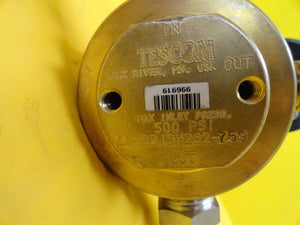 IN
TESCOM
ELK RIVER, MN. USA
OUT
616966
MAX INLET PRESS.
500 PSI
OUT